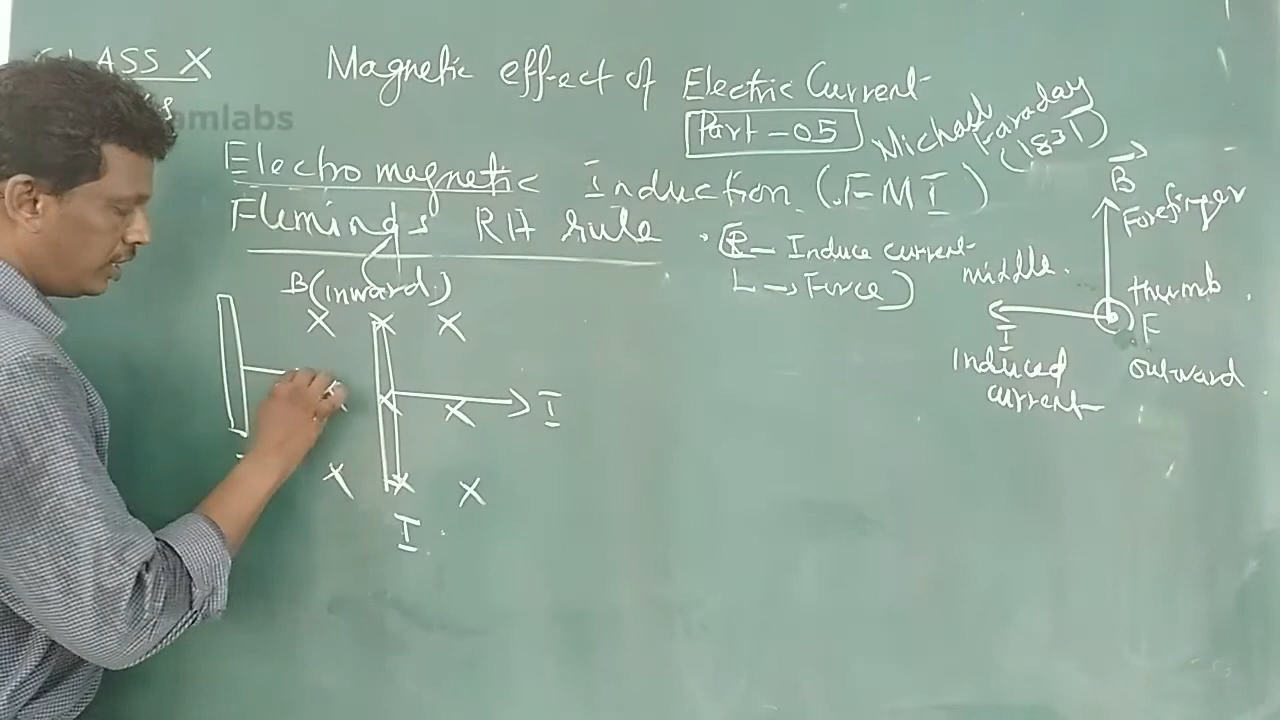 CLASS X
Magnetic effect of Electric Current
Part-05
Michael Faraday
(1831)
amlabs
Electromagnetic Induction (EMI)
Flemings RH rule
(R — Induce current
L → Force)
B (inward)
X X X
X X X
X X
I
I
B
Forefinger
middle.
thumb.
F
outward
I
Induced
current